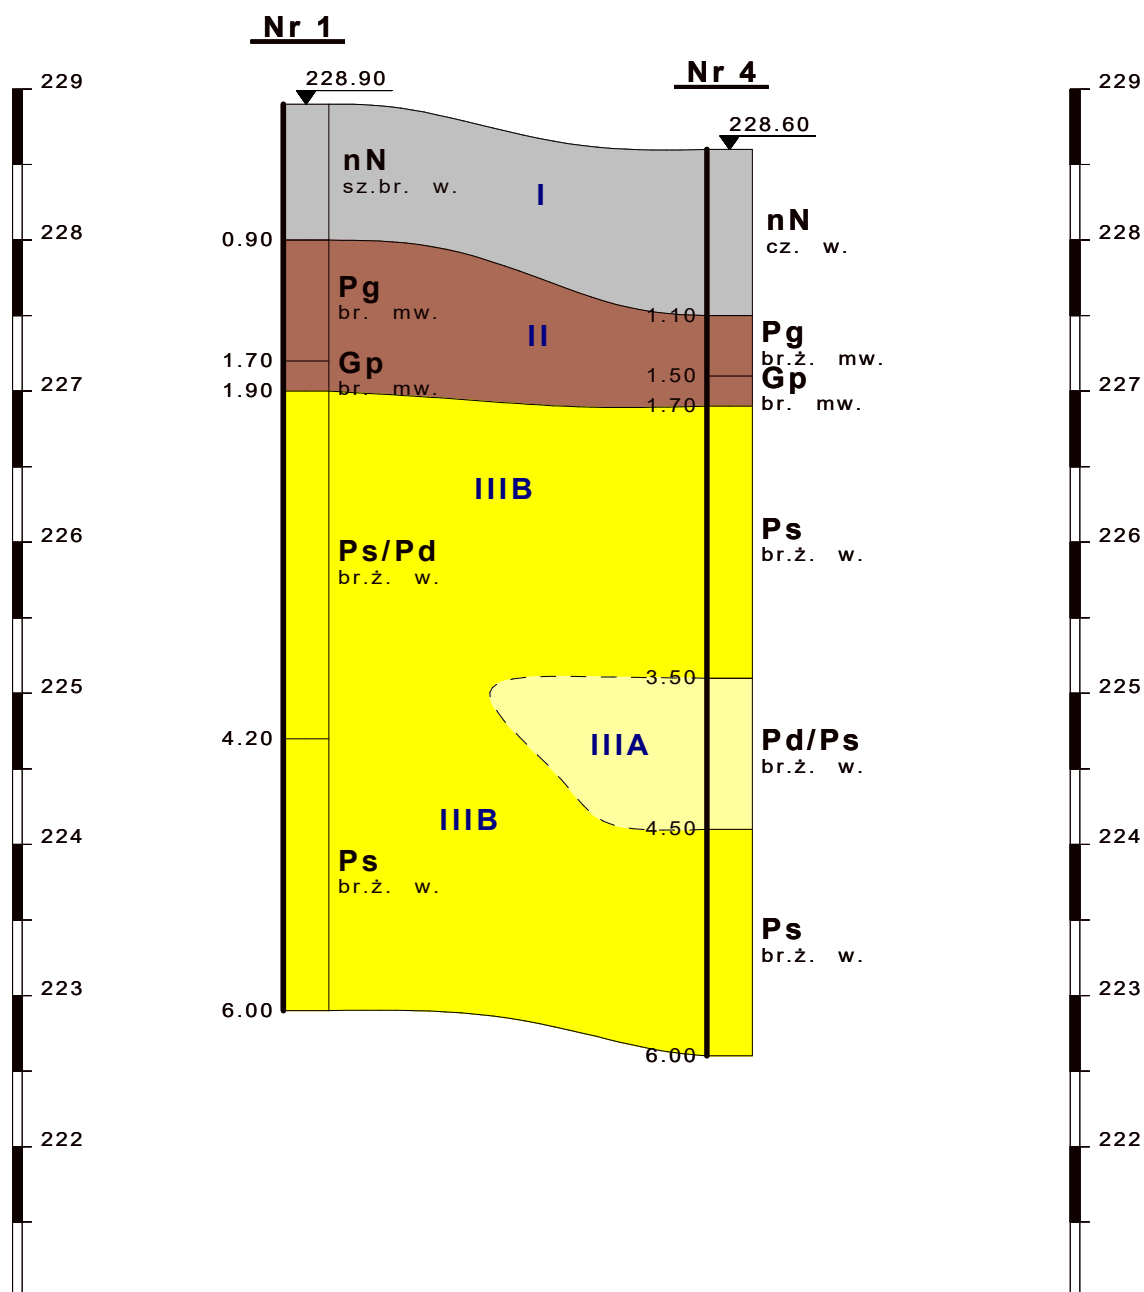 Nr 1
Nr 4
229
228.90
229
228.60
nN
sz.br. w.
I
nN
cz. w.
228
0.90
228
Pg
br. mw.
1.10
II
Pg
br.ż. mw.
1.70
Gp
br. mw.
1.50
Gp
br. mw.
227
1.90
1.70
227
IIIB
226
Ps/Pd
br.ż. w.
Ps
br.ż. w.
226
225
3.50
225
4.20
IIIA
Pd/Ps
br.ż. w.
224
IIIB
4.50
224
Ps
br.ż. w.
Ps
br.ż. w.
223
6.00
6.00
223
222
222